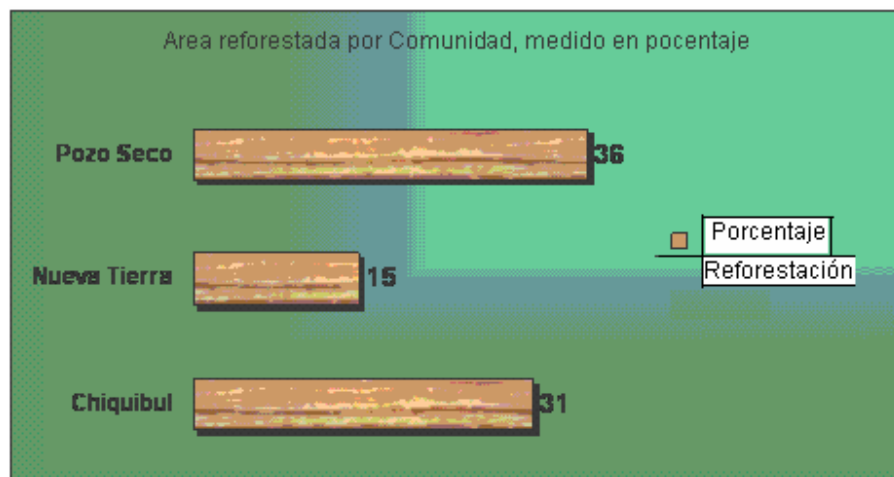 Area reforestada por Comunidad, medido en pocentaje
Pozo Seco 36
Nueva Tierra 15
Chiquibul 31
Porcentaje
Reforestación